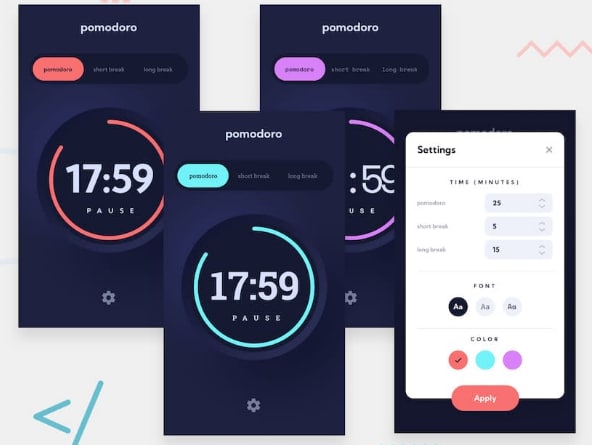 pomodoro
pomodoro short break long break
17:59
PAUSE
pomodoro
pomodoro short break long break
:59
USE
pomodoro
pomodoro short break long break
17:59
PAUSE
pomodoro
Settings
TIME (MINUTES)
pomodoro 25
short break 5
long break 15
FONT
Aa Aa Aa
COLOR
Apply